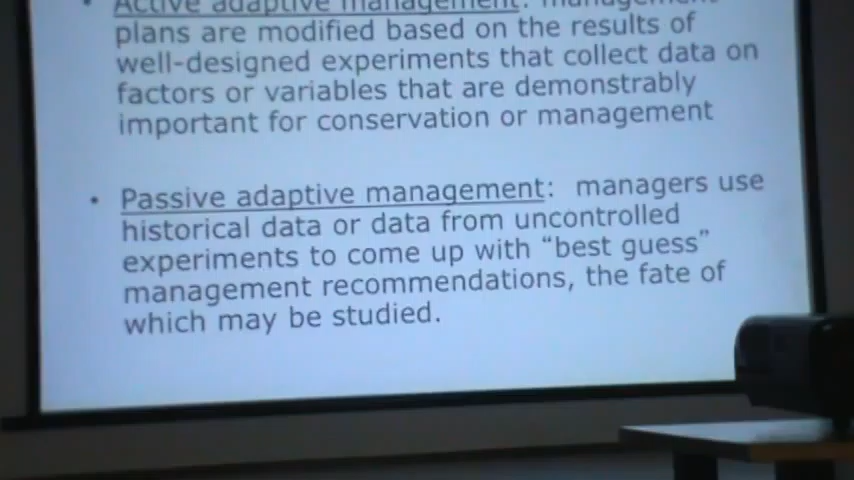 • Active adaptive management: management
plans are modified based on the results of
well-designed experiments that collect data on
factors or variables that are demonstrably
important for conservation or management
• Passive adaptive management: managers use
historical data or data from uncontrolled
experiments to come up with “best guess”
management recommendations, the fate of
which may be studied.